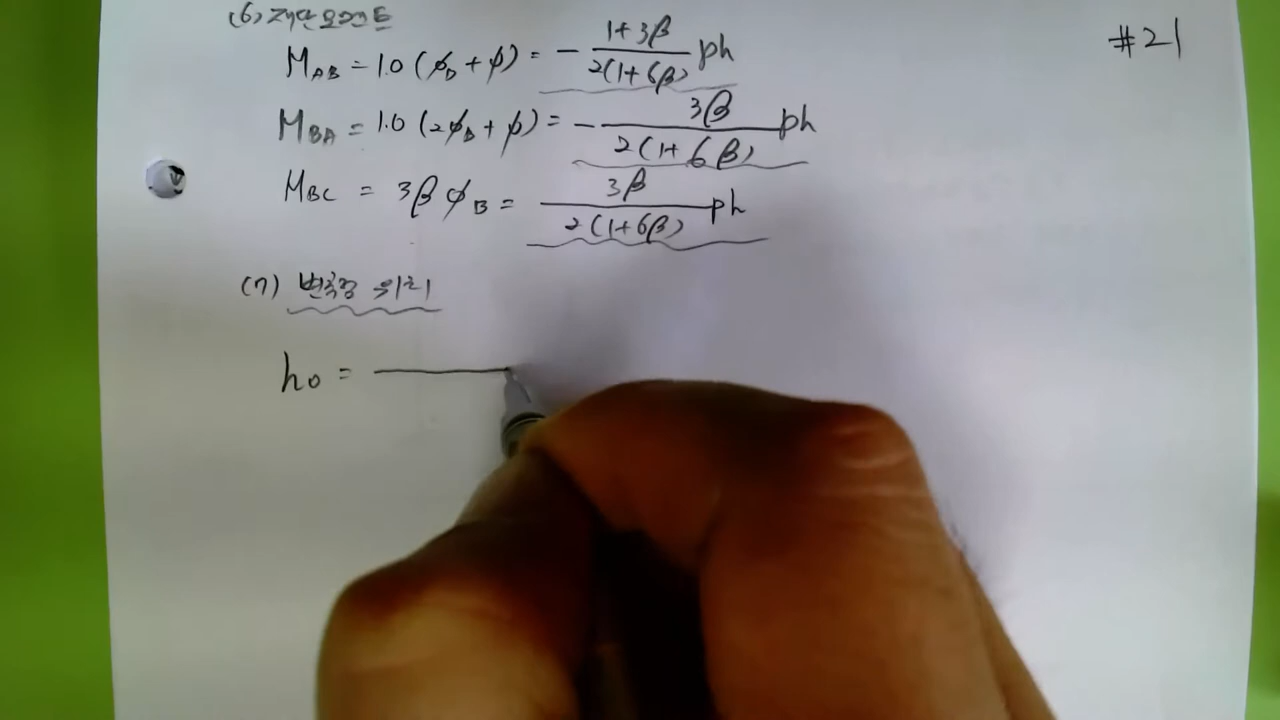 (6) 재단모멘트
#21
M_AB = 1.0 (φ_B + ψ) = - (1+3β)/(2(1+6β)) ph
M_BA = 1.0 (2φ_B + ψ) = - 3β/(2(1+6β)) ph
M_BC = 3β φ_B = 3β/(2(1+6β)) ph
(7) 변곡점 위치
h₀ =